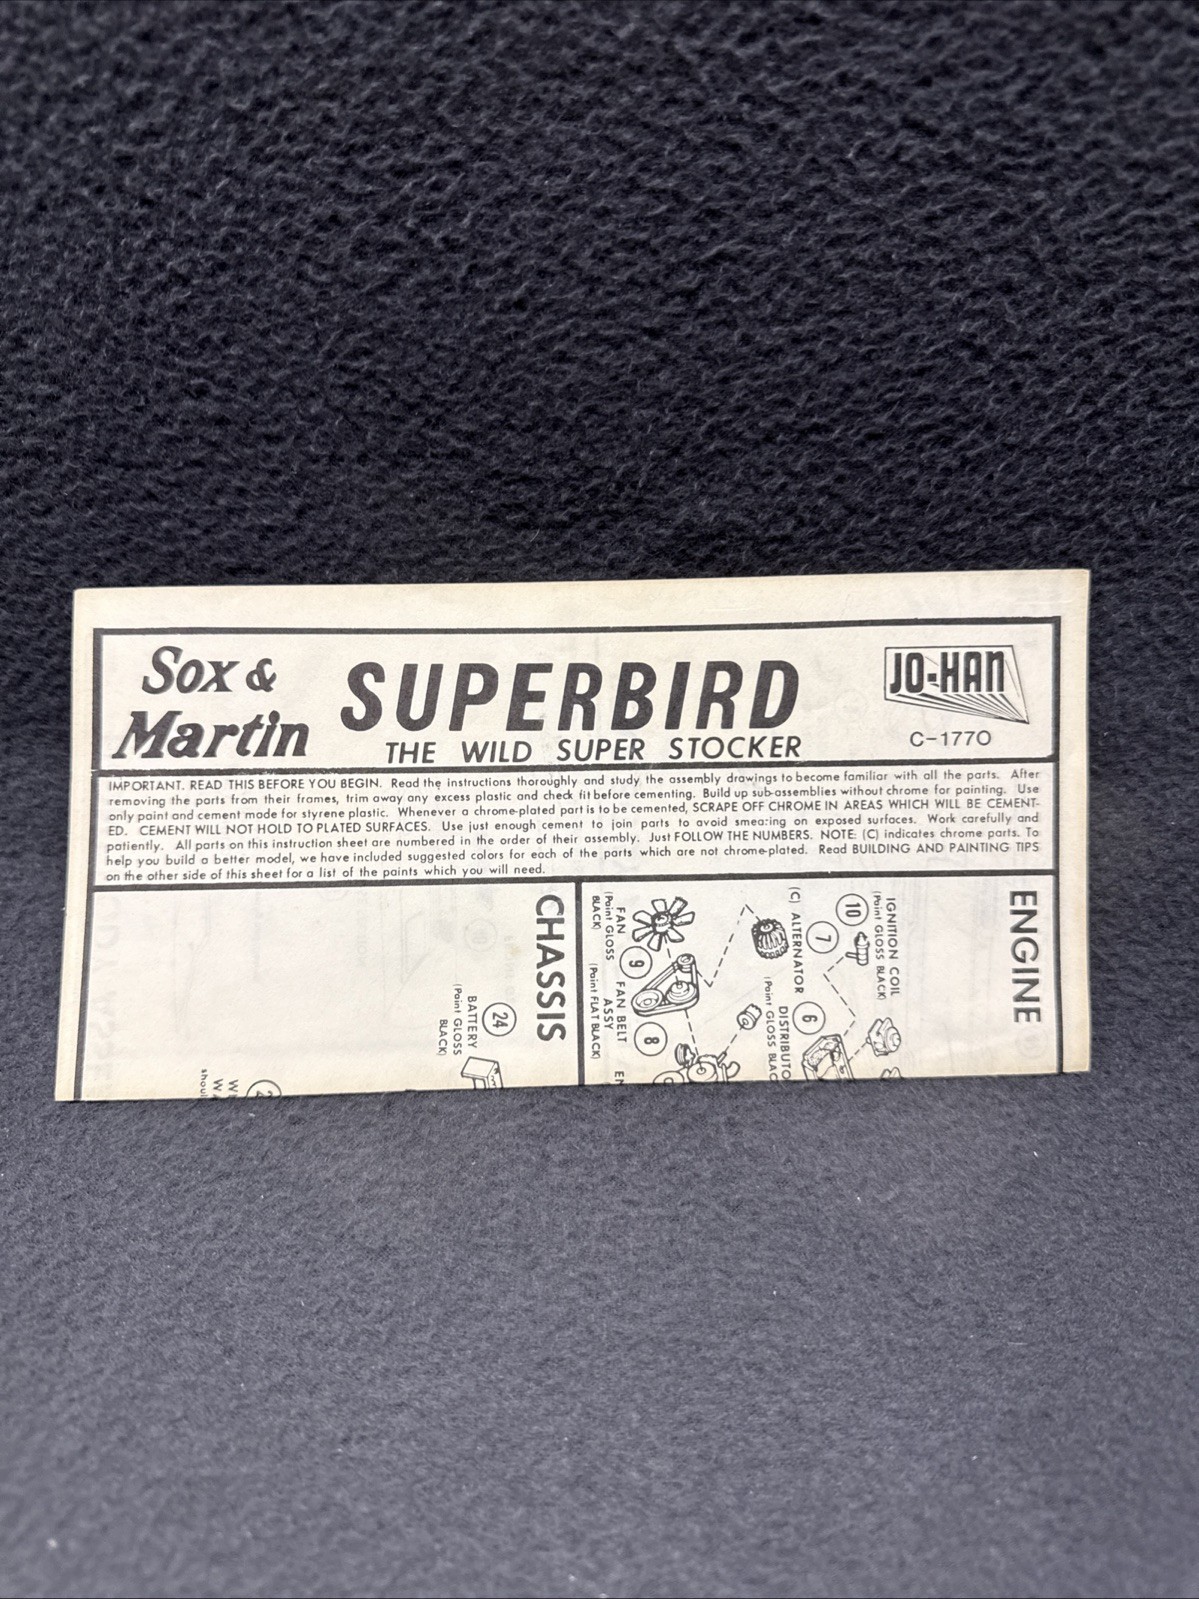 Sox &
Martin
SUPERBIRD
THE WILD SUPER STOCKER
JO-HAN
C-1770
IMPORTANT. READ THIS BEFORE YOU BEGIN. Read the instructions thoroughly and study the assembly drawings to become familiar with all the parts. After
removing the parts from their frames, trim away any excess plastic and check fit before cementing. Build up sub-assemblies without chrome for painting. Use
only paint and cement made for styrene plastic. Whenever a chrome-plated part is to be cemented, SCRAPE OFF CHROME IN AREAS WHICH WILL BE CEMENT-
ED. CEMENT WILL NOT HOLD TO PLATED SURFACES. Use just enough cement to join parts to avoid smearing on exposed surfaces. Work carefully and
patiently. All parts on this instruction sheet are numbered in the order of their assembly. Just FOLLOW THE NUMBERS. NOTE: (C) indicates chrome parts. To
help you build a better model, we have included suggested colors for each of the parts which are not chrome-plated. Read BUILDING AND PAINTING TIPS
on the other side of this sheet for a list of the paints which you will need.
ENGINE
IGNITION COIL
(Paint GLOSS BLACK)
10
7
(C) ALTERNATOR
6
DISTRIBUTO
(Paint GLOSS BLAC
FAN
(Paint GLOSS
BLACK)
9
FAN BELT
ASSY
(Paint FLAT BLACK)
8
EN
CHASSIS
24
BATTERY
(Paint GLOSS
BLACK)
2
W
WA
shoul